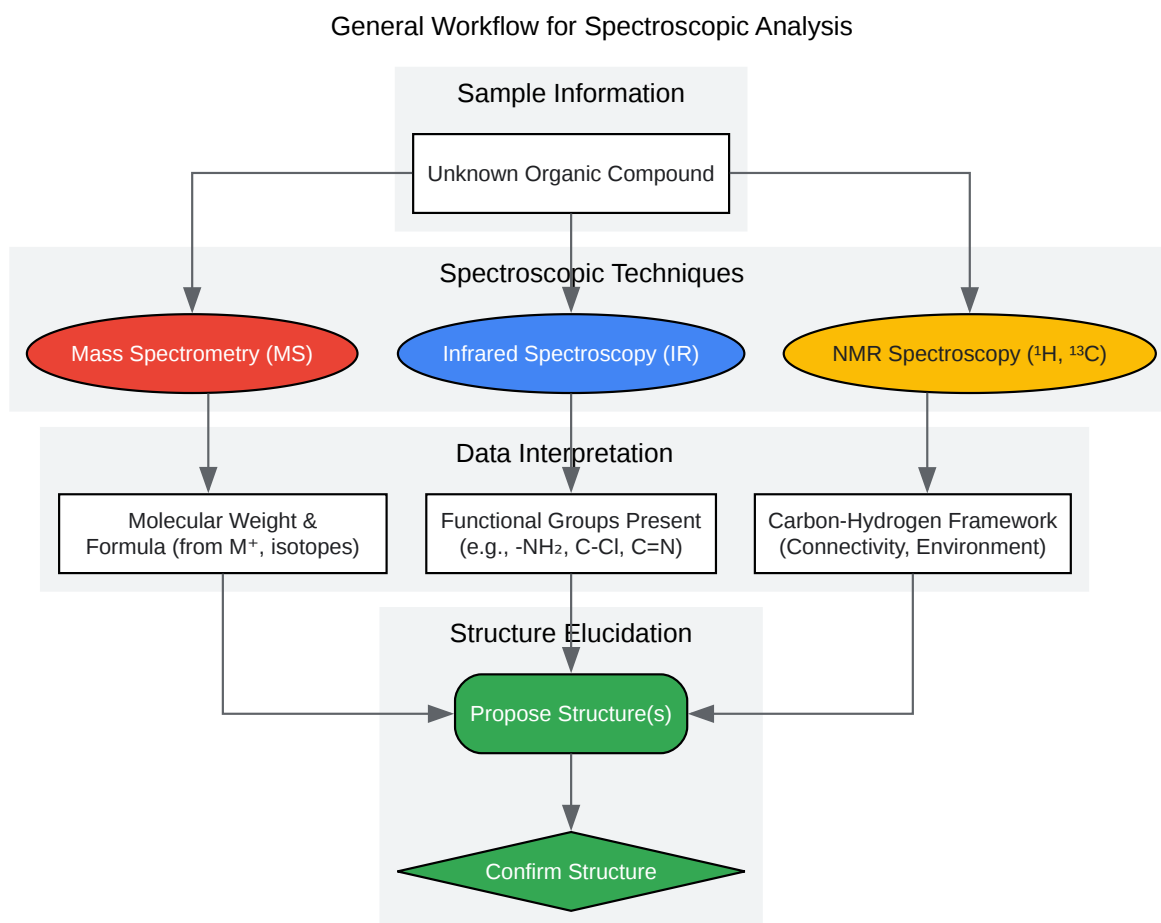 General Workflow for Spectroscopic Analysis
Sample Information
Unknown Organic Compound
Spectroscopic Techniques
Mass Spectrometry (MS)
Infrared Spectroscopy (IR)
NMR Spectroscopy (¹H, ¹³C)
Data Interpretation
Molecular Weight &
Formula (from M⁺, isotopes)
Functional Groups Present
(e.g., -NH₂, C-Cl, C=N)
Carbon-Hydrogen Framework
(Connectivity, Environment)
Structure Elucidation
Propose Structure(s)
Confirm Structure